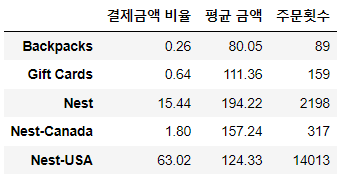 결제금액 비율 평균 금액 주문횟수
Backpacks 0.26 80.05 89
Gift Cards 0.64 111.36 159
Nest 15.44 194.22 2198
Nest-Canada 1.80 157.24 317
Nest-USA 63.02 124.33 14013